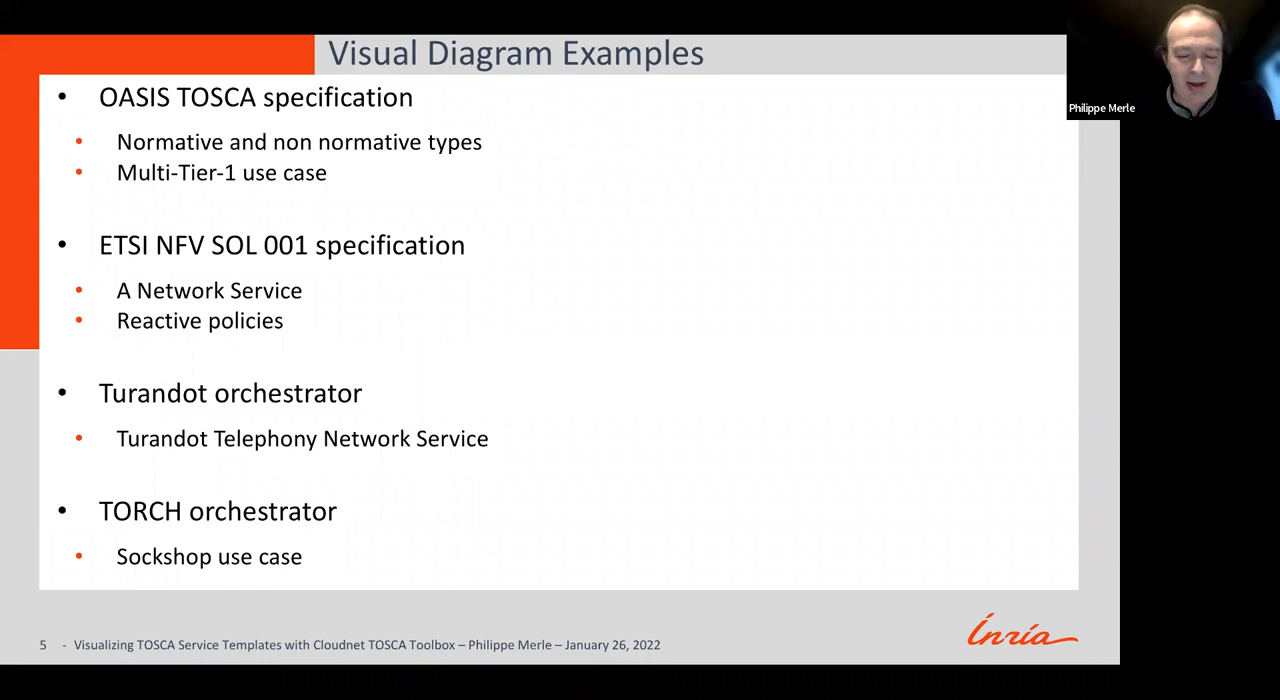 Visual Diagram Examples
Philippe Merle
• OASIS TOSCA specification
• Normative and non normative types
• Multi-Tier-1 use case
• ETSI NFV SOL 001 specification
• A Network Service
• Reactive policies
• Turandot orchestrator
• Turandot Telephony Network Service
• TORCH orchestrator
• Sockshop use case
Inria
5 - Visualizing TOSCA Service Templates with Cloudnet TOSCA Toolbox – Philippe Merle – January 26, 2022